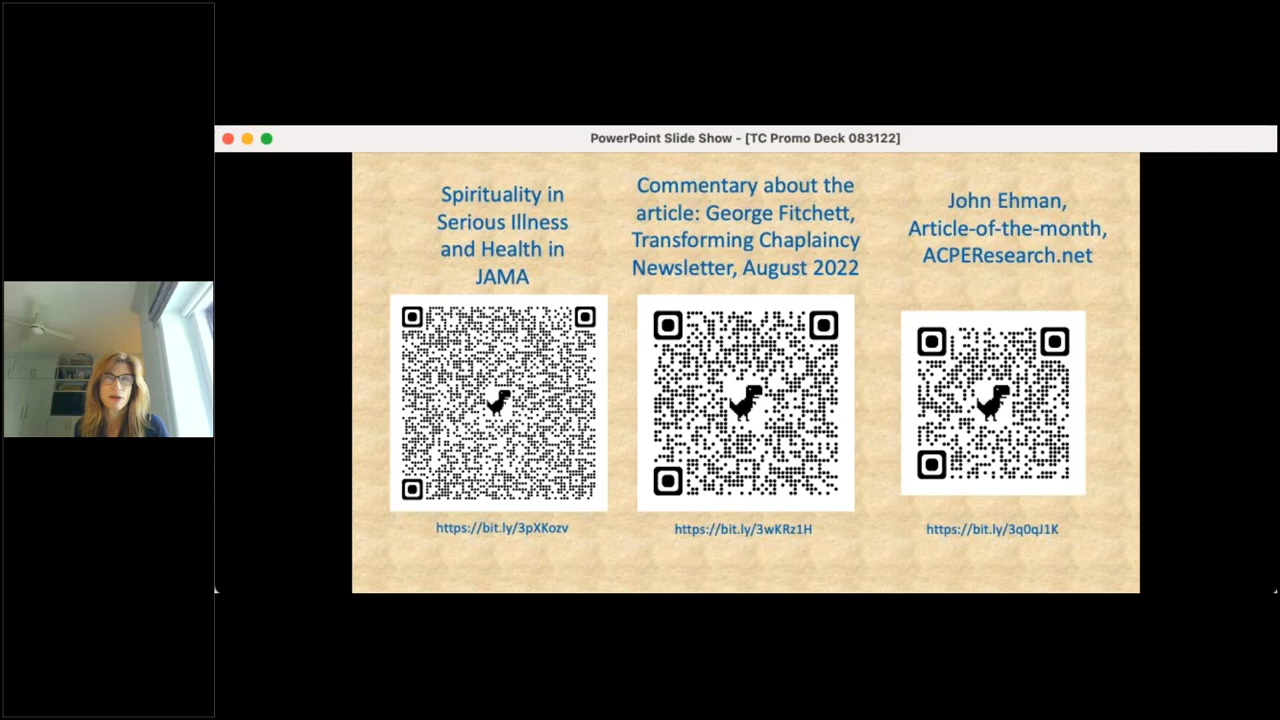 PowerPoint Slide Show - [TC Promo Deck 083122]
Spirituality in
Serious Illness
and Health in
JAMA
https://bit.ly/3pXKozv
Commentary about the
article: George Fitchett,
Transforming Chaplaincy
Newsletter, August 2022
https://bit.ly/3wKRz1H
John Ehman,
Article-of-the-month,
ACPEResearch.net
https://bit.ly/3q0qJ1K